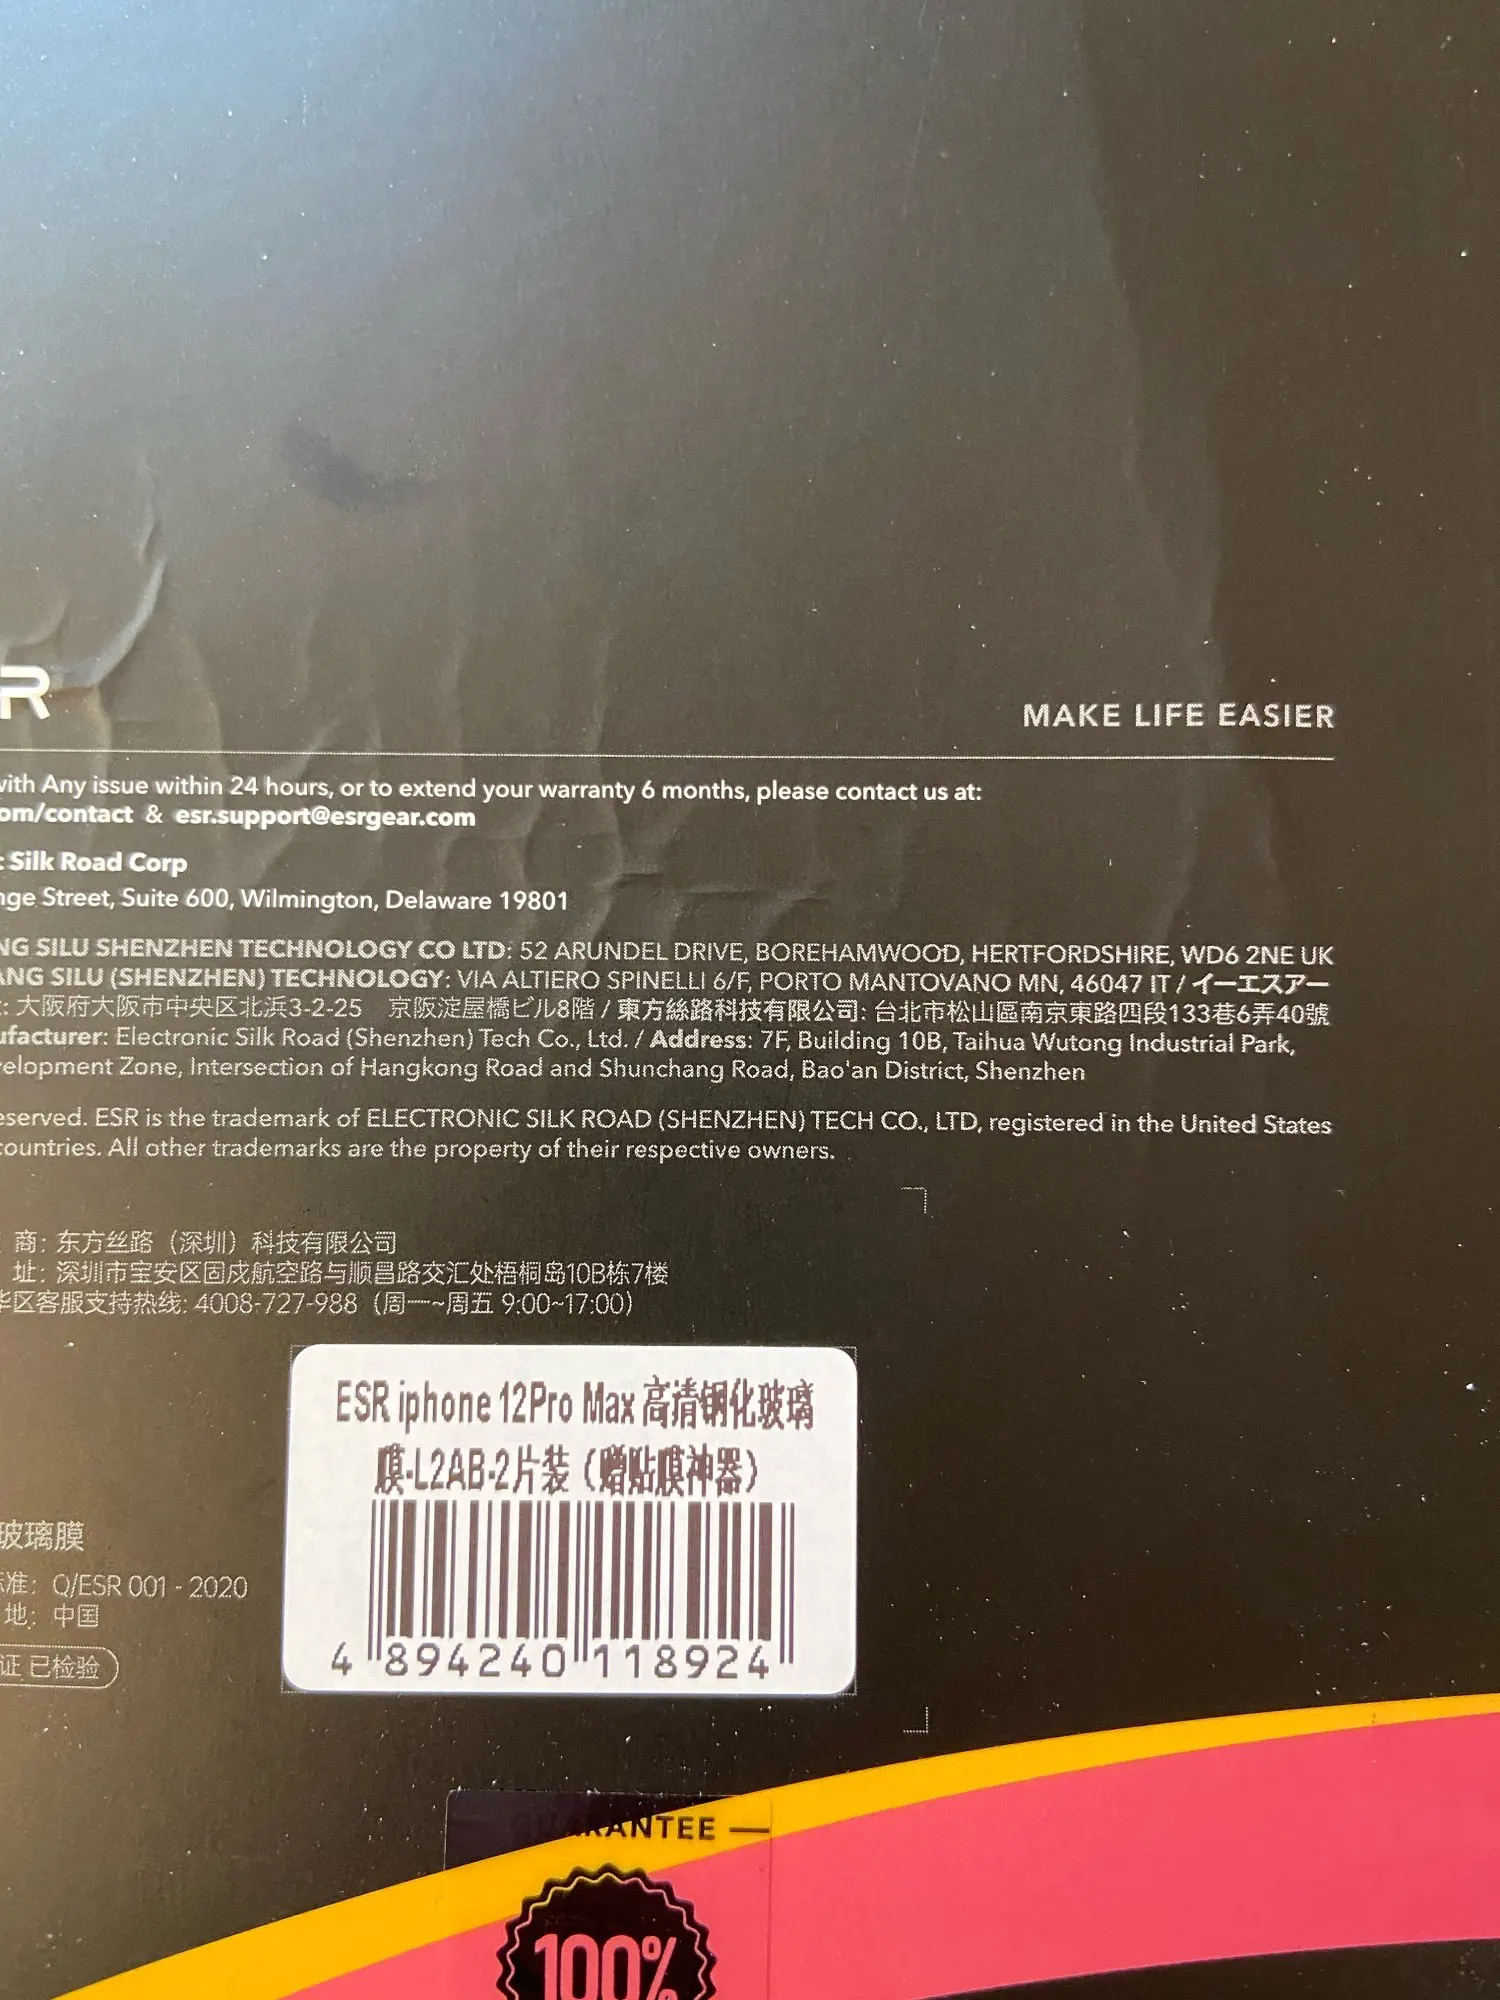 R
MAKE LIFE EASIER
with Any issue within 24 hours, or to extend your warranty 6 months, please contact us at:
om/contact & esr.support@esrgear.com
: Silk Road Corp
nge Street, Suite 600, Wilmington, Delaware 19801
NG SILU SHENZHEN TECHNOLOGY CO LTD: 52 ARUNDEL DRIVE, BOREHAMWOOD, HERTFORDSHIRE, WD6 2NE UK
ANG SILU (SHENZHEN) TECHNOLOGY: VIA ALTIERO SPINELLI 6/F, PORTO MANTOVANO MN, 46047 IT / イーエスアー
: 大阪府大阪市中央区北浜3-2-25 京阪淀屋橋ビル8階 / 東方絲路科技有限公司: 台北市松山區南京東路四段133巷6弄40號
ufacturer: Electronic Silk Road (Shenzhen) Tech Co., Ltd. / Address: 7F, Building 10B, Taihua Wutong Industrial Park,
elopment Zone, Intersection of Hangkong Road and Shunchang Road, Bao'an District, Shenzhen
eserved. ESR is the trademark of ELECTRONIC SILK ROAD (SHENZHEN) TECH CO., LTD, registered in the United States
countries. All other trademarks are the property of their respective owners.
商: 东方丝路（深圳）科技有限公司
址: 深圳市宝安区固戍航空路与顺昌路交汇处梧桐岛10B栋7楼
华区客服支持热线: 4008-727-988（周一~周五 9:00~17:00）
ESR iphone 12Pro Max 高清钢化玻璃
膜-L2AB-2片装（赠贴膜神器）
4 894240 118924
玻璃膜
标准: Q/ESR 001 - 2020
地: 中国
证 已检验
GUARANTEE —
100%